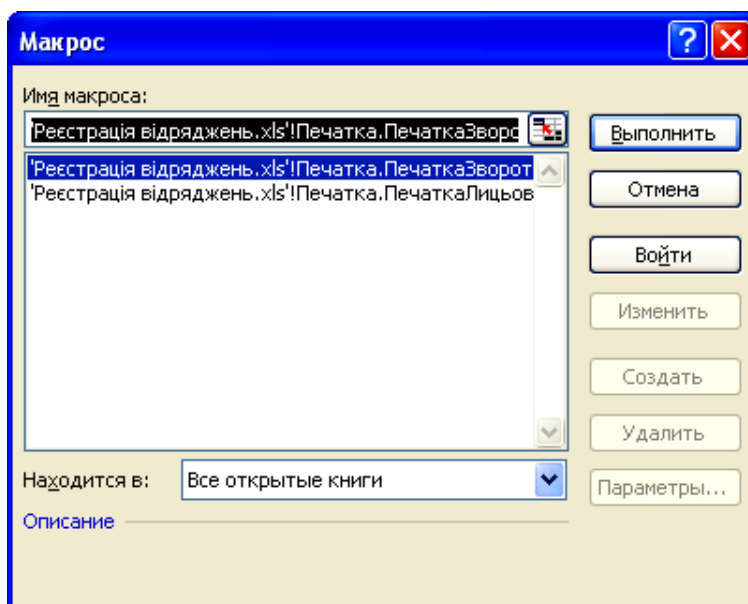 Макрос
Имя макроса:
'Реєстрація відряджень.xls'!Печатка.ПечаткаЗворо
Выполнить
'Реєстрація відряджень.xls'!Печатка.ПечаткаЗворот
'Реєстрація відряджень.xls'!Печатка.ПечаткаЛицьов
Отмена
Войти
Изменить
Создать
Удалить
Находится в:
Все открытые книги
Параметры...
Описание